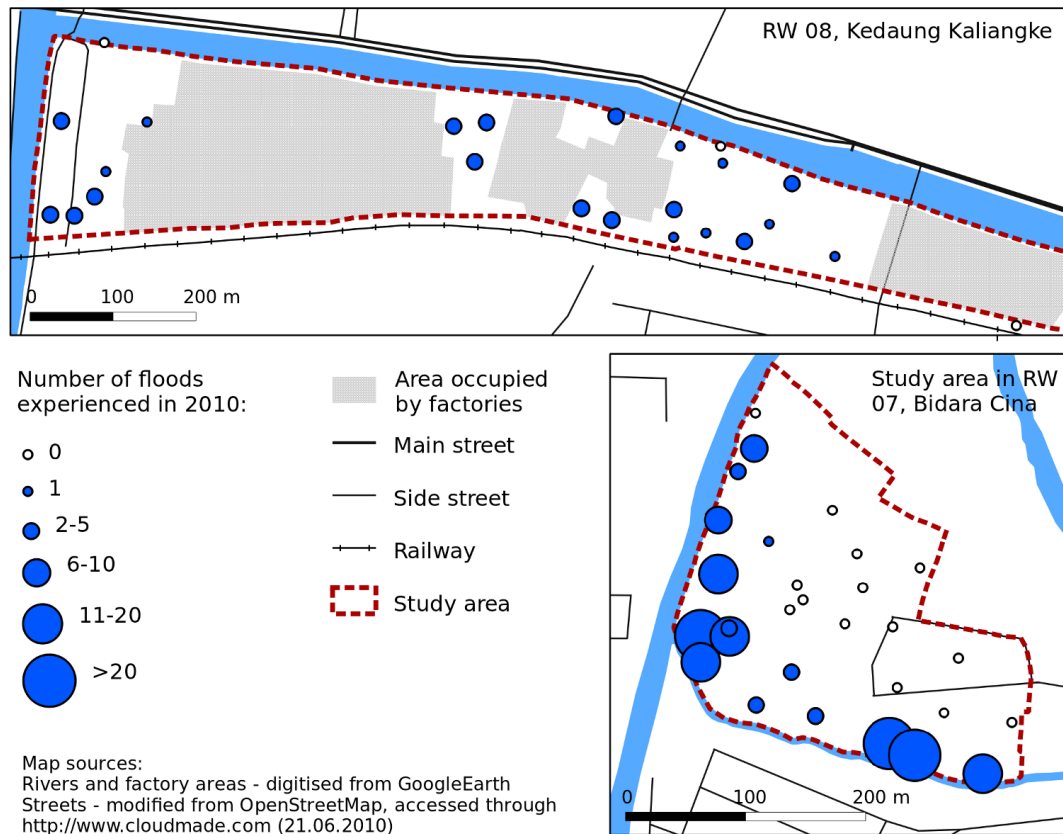 RW 08, Kedaung Kaliangke
0 100 200 m
Number of floods
experienced in 2010:
0
1
2-5
6-10
11-20
>20
Area occupied
by factories
Main street
Side street
Railway
Study area
Study area in RW
07, Bidara Cina
0 100 200 m
Map sources:
Rivers and factory areas - digitised from GoogleEarth
Streets - modified from OpenStreetMap, accessed through
http://www.cloudmade.com (21.06.2010)